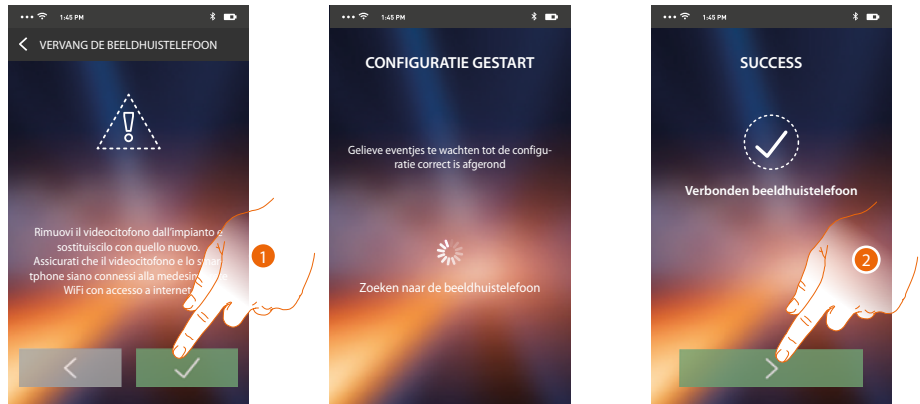 1:45 PM
VERVANG DE BEELDHUISTELEFOON
Rimuovi il videocitofono dall'impianto e
sostituiscilo con quello nuovo.
Assicurati che il videocitofono e lo smar
tphone siano connessi alla medesima
WiFi con accesso a internet
1
1:45 PM
CONFIGURATIE GESTART
Gelieve eventjes te wachten tot de configu-
ratie correct is afgerond
Zoeken naar de beeldhuistelefoon
1:45 PM
SUCCESS
Verbonden beeldhuistelefoon
2